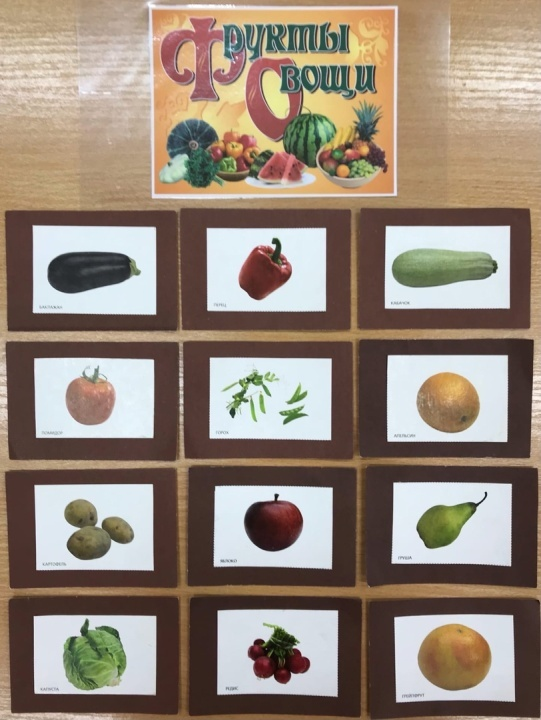 Фрукты
Овощи
БАКЛАЖАН
ПЕРЕЦ
КАБАЧОК
ПОМИДОР
ГОРОХ
АПЕЛЬСИН
КАРТОФЕЛЬ
ЯБЛОКО
ГРУША
КАПУСТА
РЕДИС
ГРЕЙПФРУТ